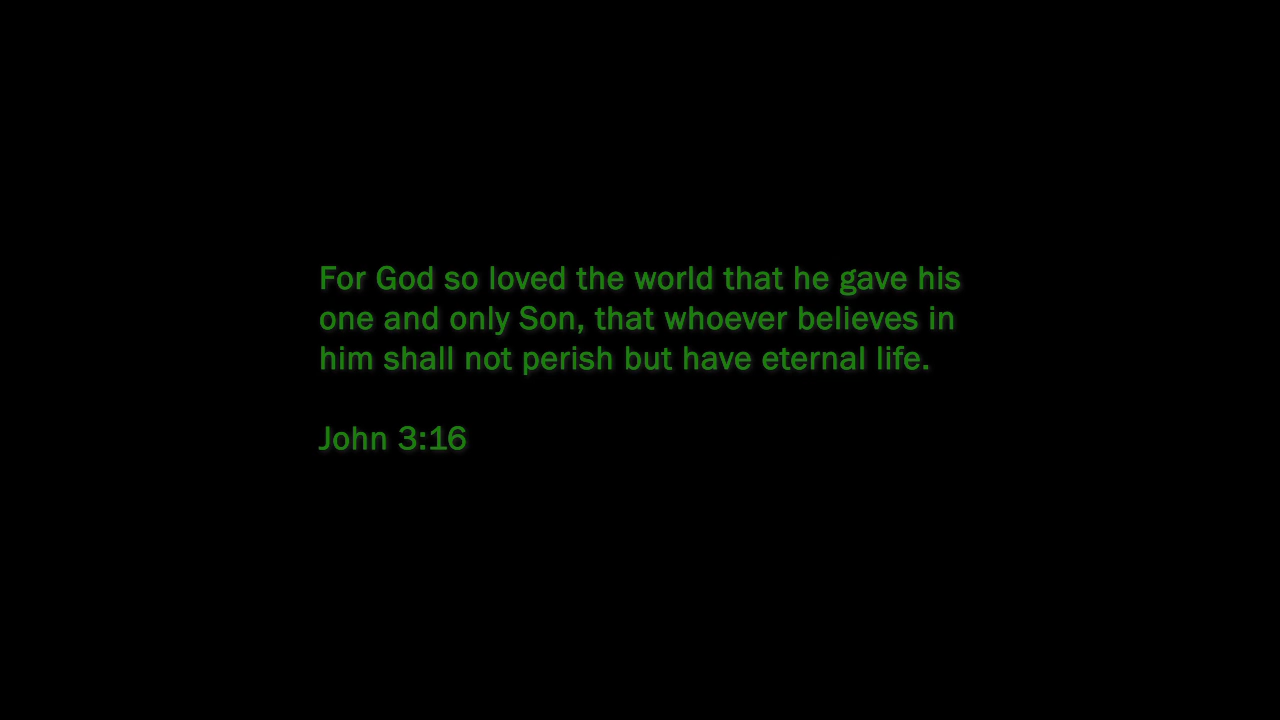 For God so loved the world that he gave his
one and only Son, that whoever believes in
him shall not perish but have eternal life.
John 3:16